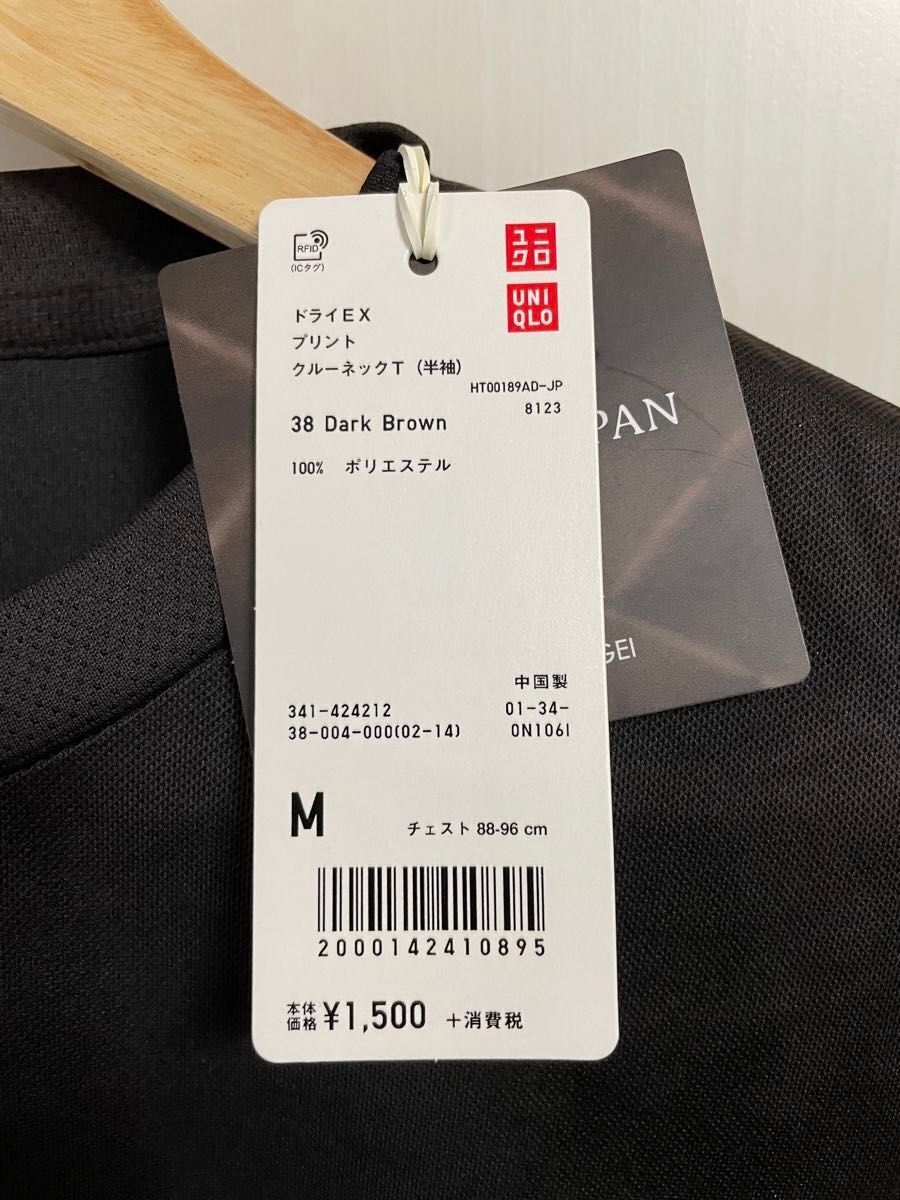 RFID
(ICタグ)
ユニ
クロ
UNI
QLO
ドライEX
プリント
クルーネックT（半袖）
HT00189AD-JP
8123
38 Dark Brown
100% ポリエステル
中国製
341-424212
01-34-
38-004-000(02-14)
0N106I
M
チェスト 88-96 cm
2000142410895
本体
価格 ¥1,500 +消費税
PAN
GEI